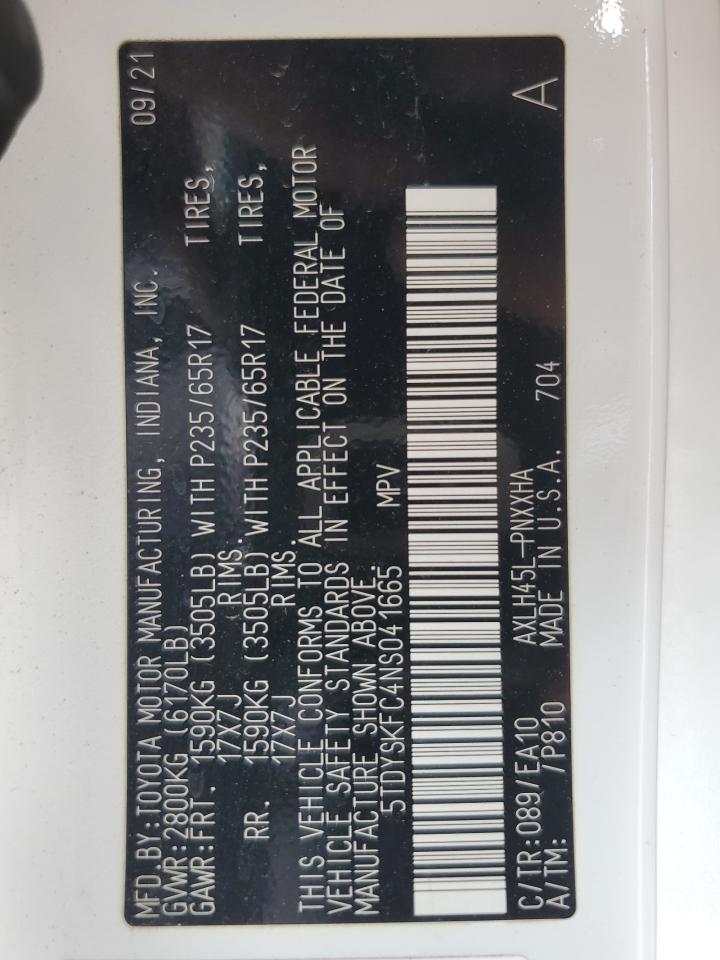 MFD.BY:TOYOTA MOTOR MANUFACTURING, INDIANA, INC. 09/21
GVWR:2800KG (6170LB)
GAWR:FRT. 1590KG (3505LB) WITH P235/65R17 TIRES,
17X7J RIMS.
RR. 1590KG (3505LB) WITH P235/65R17 TIRES,
17X7J RIMS.
THIS VEHICLE CONFORMS TO ALL APPLICABLE FEDERAL MOTOR
VEHICLE SAFETY STANDARDS IN EFFECT ON THE DATE OF
MANUFACTURE SHOWN ABOVE.
5TDYSKFC4NS041665 MPV
C/TR:089/EA10 AXLH45L-PNXXHA A
A/TM: /P810 MADE IN U.S.A. 704